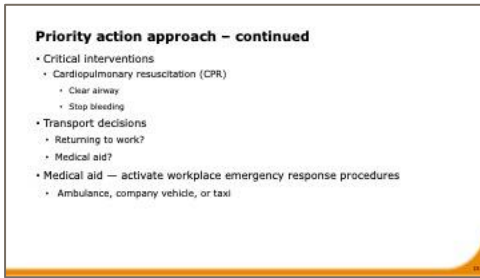 Priority action approach – continued
• Critical interventions
• Cardiopulmonary resuscitation (CPR)
• Clear airway
• Stop bleeding
• Transport decisions
• Returning to work?
• Medical aid?
• Medical aid — activate workplace emergency response procedures
• Ambulance, company vehicle, or taxi